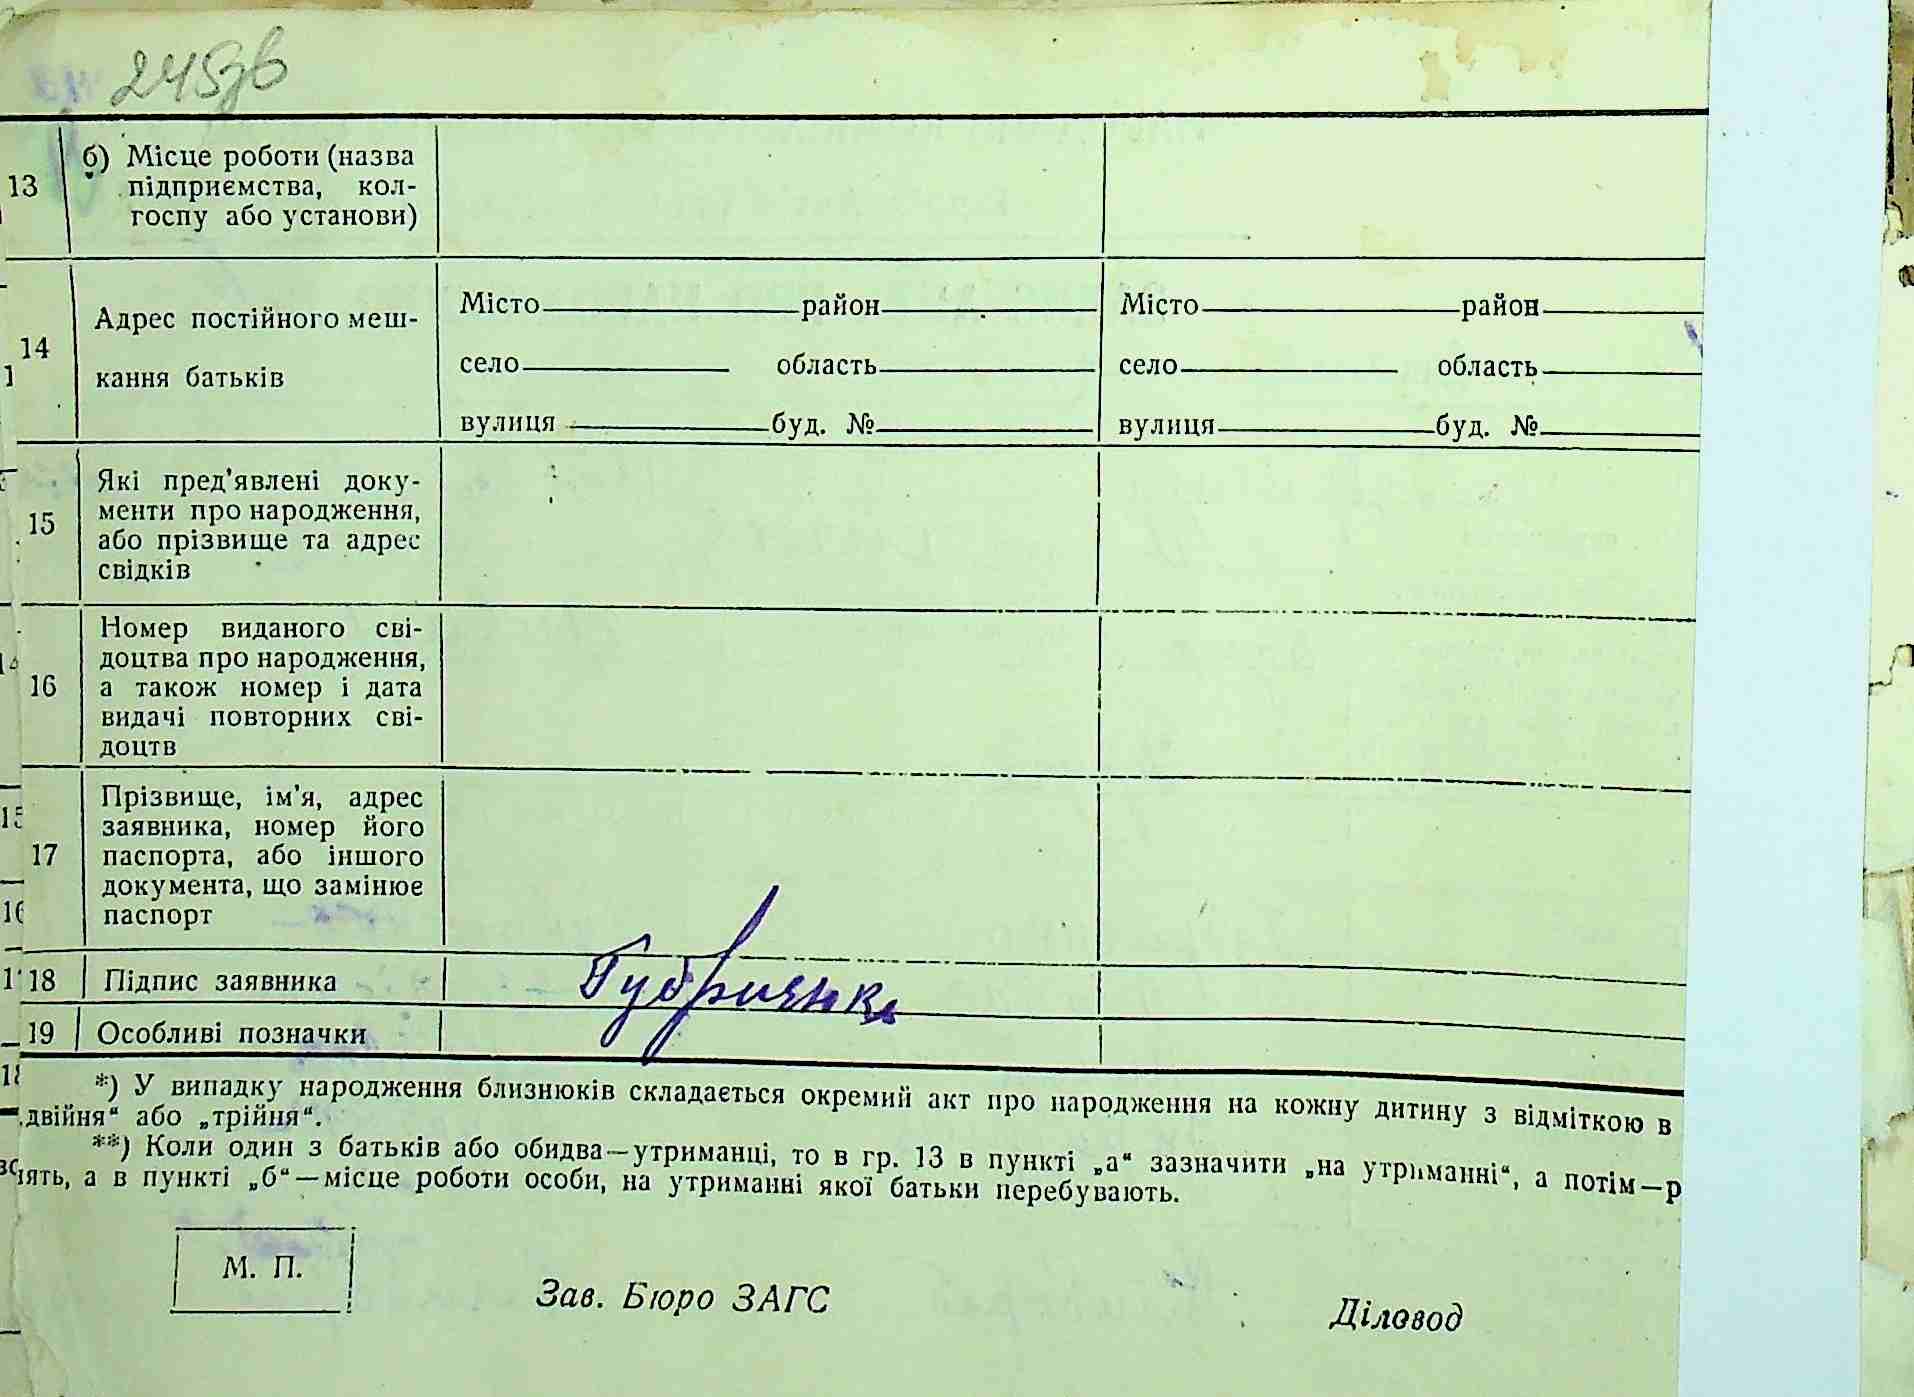 245зв
13 б) Місце роботи (назва
підприємства, кол-
госпу або установи)
14 Адрес постійного меш-
кання батьків
Місто район
село область
вулиця буд. №
Місто район
село область
вулиця буд. №
15 Які пред'явлені доку-
менти про народження,
або прізвище та адрес
свідків
16 Номер виданого сві-
доцтва про народження,
а також номер і дата
видачі повторних сві-
доцтв
17 Прізвище, ім'я, адрес
заявника, номер його
паспорта, або іншого
документа, що замінює
паспорт
18 Підпис заявника
19 Особливі позначки
*) У випадку народження близнюків складається окремий акт про народження на кожну дитину з відміткою в
„двійня“ або „трійня“.
**) Коли один з батьків або обидва—утриманці, то в гр. 13 в пункті „а“ зазначити „на утриманні“, а потім—р
нять, а в пункті „б“—місце роботи особи, на утриманні якої батьки перебувають.
М. П.
Зав. Бюро ЗАГС
Діловод